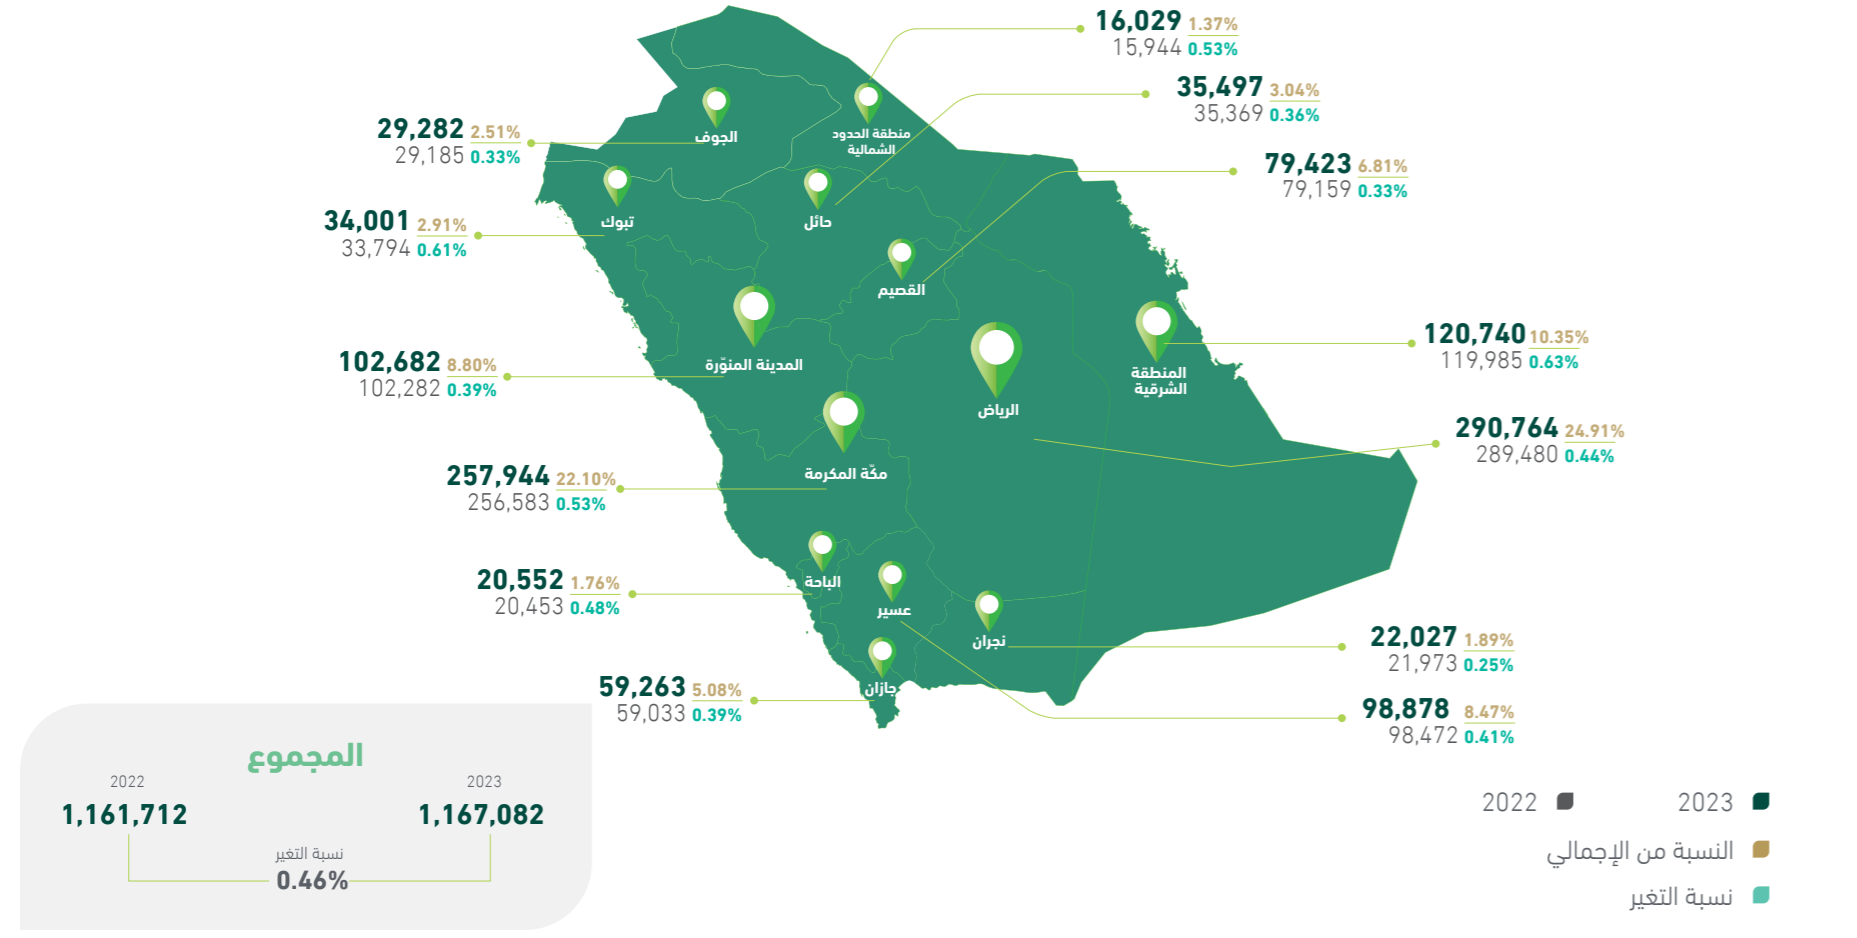 16,029 1.37%
15,944 0.53%
35,497 3.04%
35,369 0.36%
79,423 6.81%
79,159 0.33%
120,740 10.35%
119,985 0.63%
290,764 24.91%
289,480 0.44%
22,027 1.89%
21,973 0.25%
98,878 8.47%
98,472 0.41%
29,282 2.51%
29,185 0.33%
34,001 2.91%
33,794 0.61%
102,682 8.80%
102,282 0.39%
257,944 22.10%
256,583 0.53%
20,552 1.76%
20,453 0.48%
59,263 5.08%
59,033 0.39%
الجوف
منطقة الحدود
الشمالية
تبوك
حائل
القصيم
المدينة المنوّرة
الرياض
المنطقة
الشرقية
مكّة المكرمة
الباحة
عسير
نجران
جازان
المجموع
2023
1,167,082
2022
1,161,712
نسبة التغير
0.46%
2023
2022
النسبة من الإجمالي
نسبة التغير